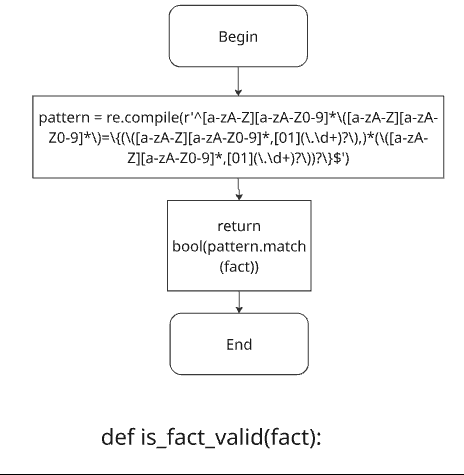 Begin
pattern = re.compile(r'^[a-zA-Z][a-zA-Z0-9]*\([a-zA-Z][a-zA-
Z0-9]*\)=\{(\([a-zA-Z][a-zA-Z0-9]*,[01](\.\d+)?\),)*(\([a-zA-
Z][a-zA-Z0-9]*,[01](\.\d+)?\))?\}$')
return
bool(pattern.match
(fact))
End
def is_fact_valid(fact):